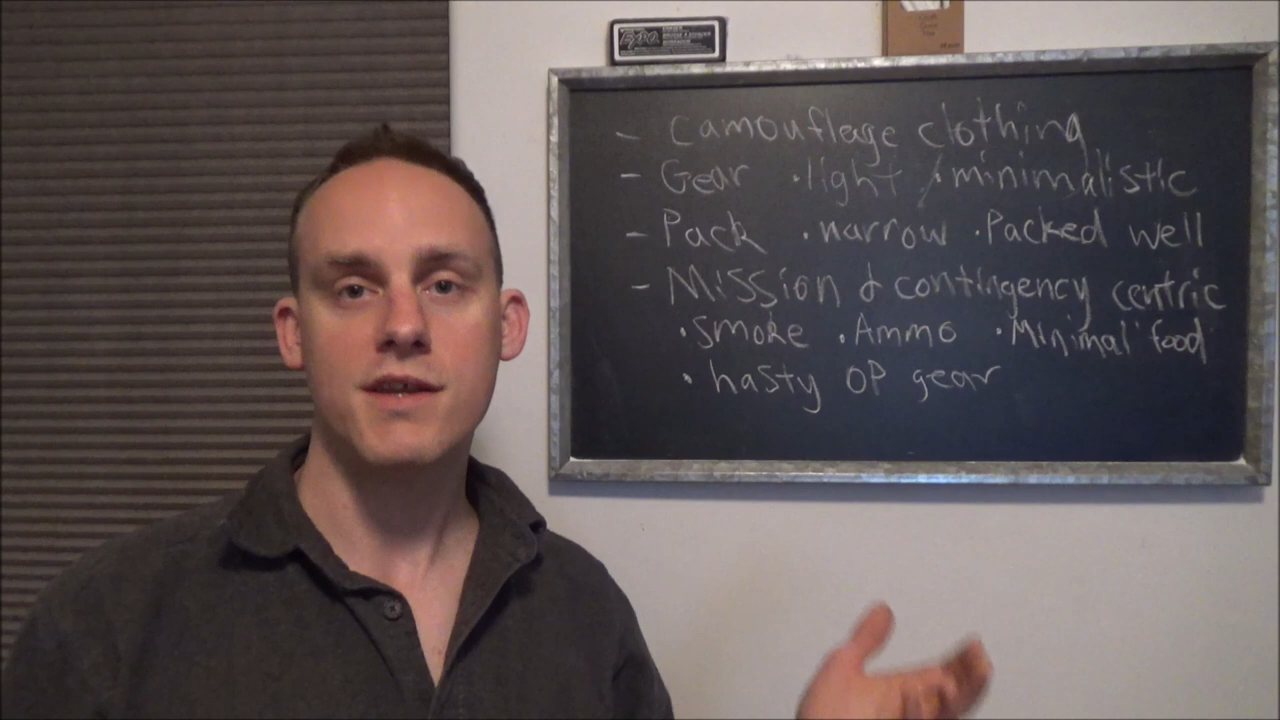 EXPO
- Camouflage clothing
- Gear •light / •minimalistic
- Pack •narrow •Packed well
- Mission & contingency centric
•Smoke •Ammo •Minimal food
•hasty OP gear